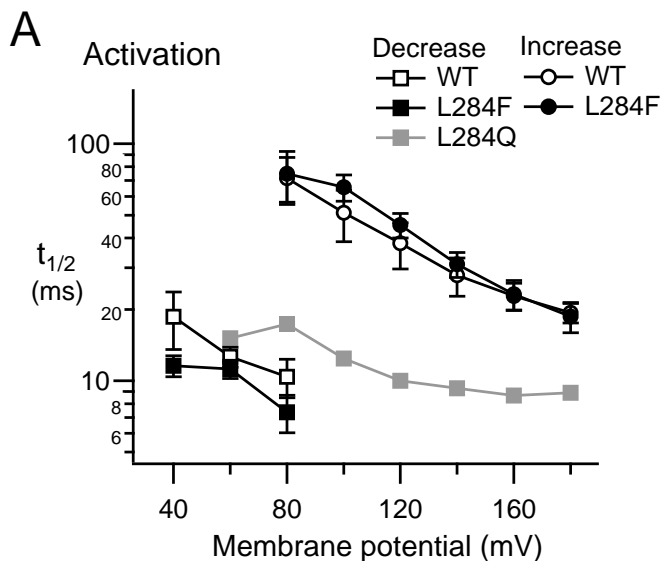 A
Activation
Decrease Increase
WT WT
L284F L284F
L284Q
100
80
60
40
20
10
8
6
t1/2
(ms)
40 80 120 160
Membrane potential (mV)